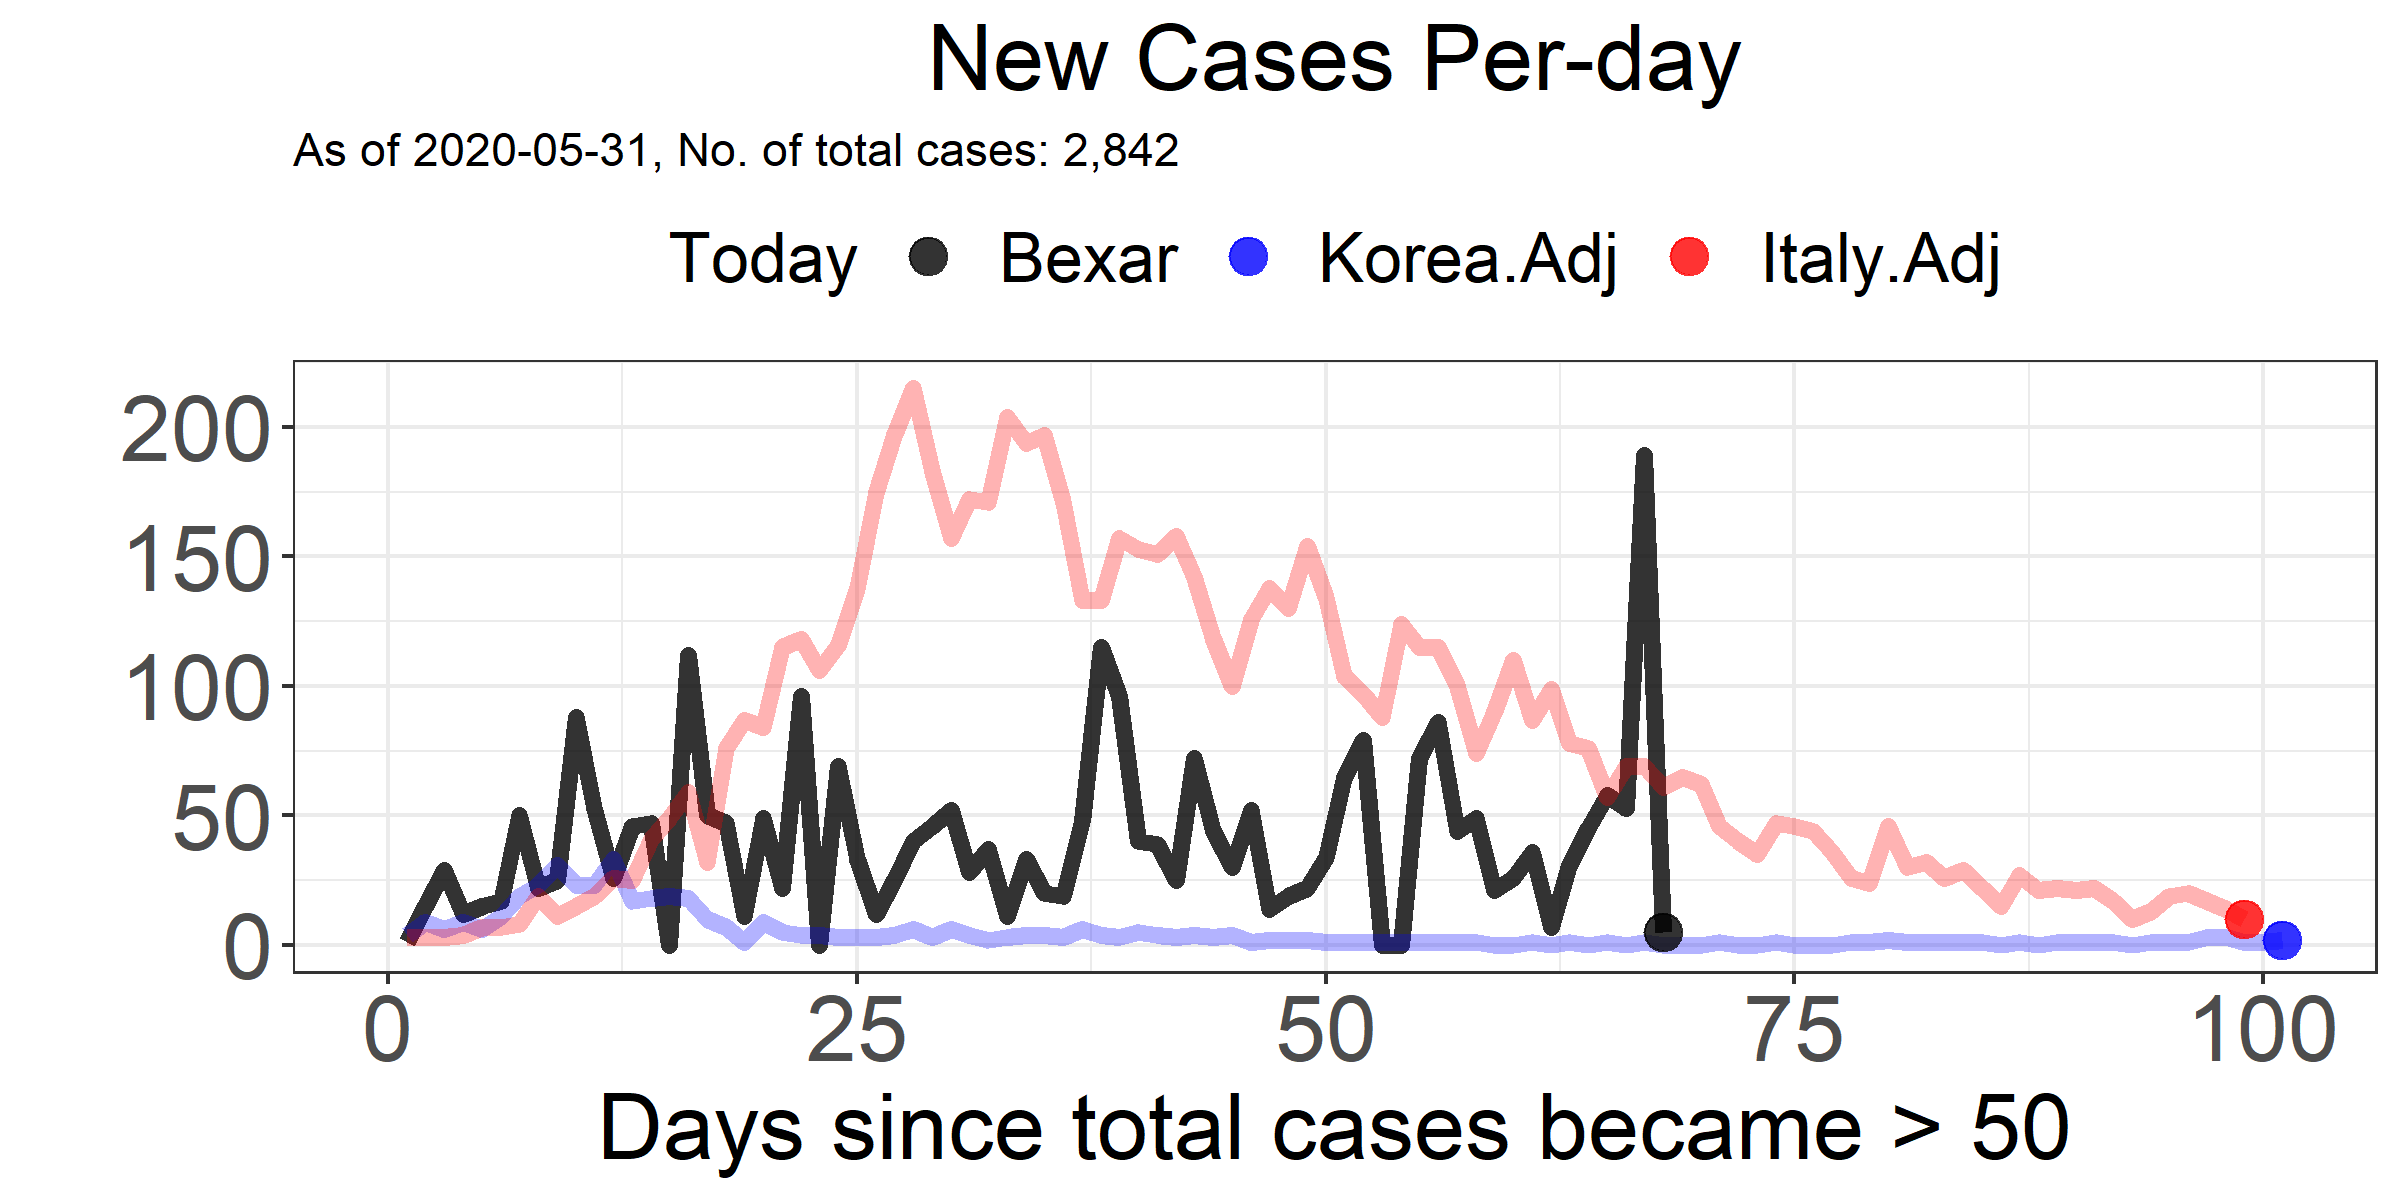 New Cases Per-day
As of 2020-05-31, No. of total cases: 2,842
Today Bexar Korea.Adj Italy.Adj
200
150
100
50
0
0 25 50 75 100
Days since total cases became > 50